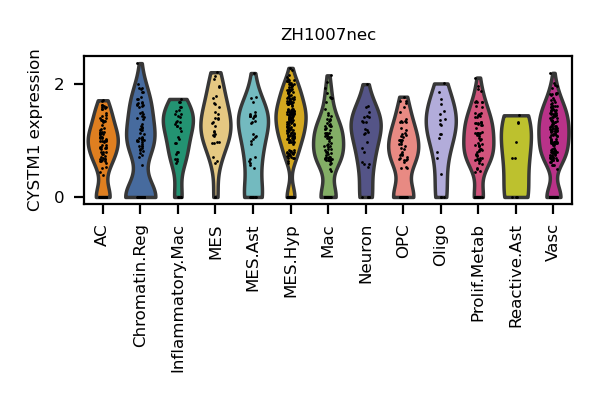 ZH1007nec
CYSTM1 expression
2
0
AC
Chromatin.Reg
Inflammatory.Mac
MES
MES.Ast
MES.Hyp
Mac
Neuron
OPC
Oligo
Prolif.Metab
Reactive.Ast
Vasc